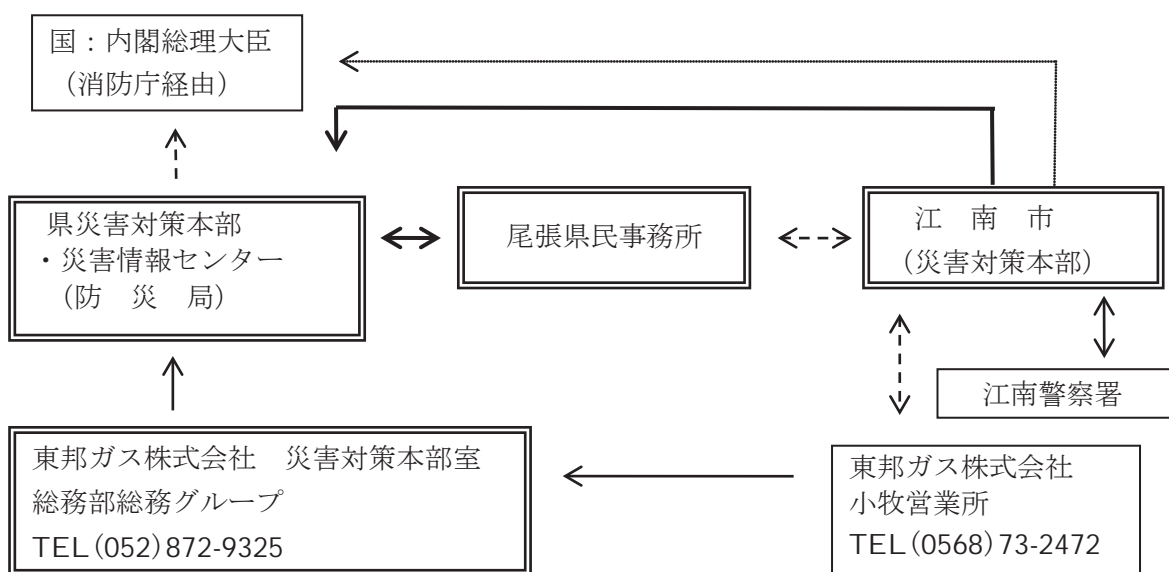 国：内閣総理大臣
（消防庁経由）
県災害対策本部
・災害情報センター
（防　災　局）
尾張県民事務所
江　南　市
（災害対策本部）
江南警察署
東邦ガス株式会社　災害対策本部室
総務部総務グループ
TEL(052)872-9325
東邦ガス株式会社
小牧営業所
TEL(0568)73-2472